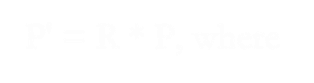 P' = R * P, where